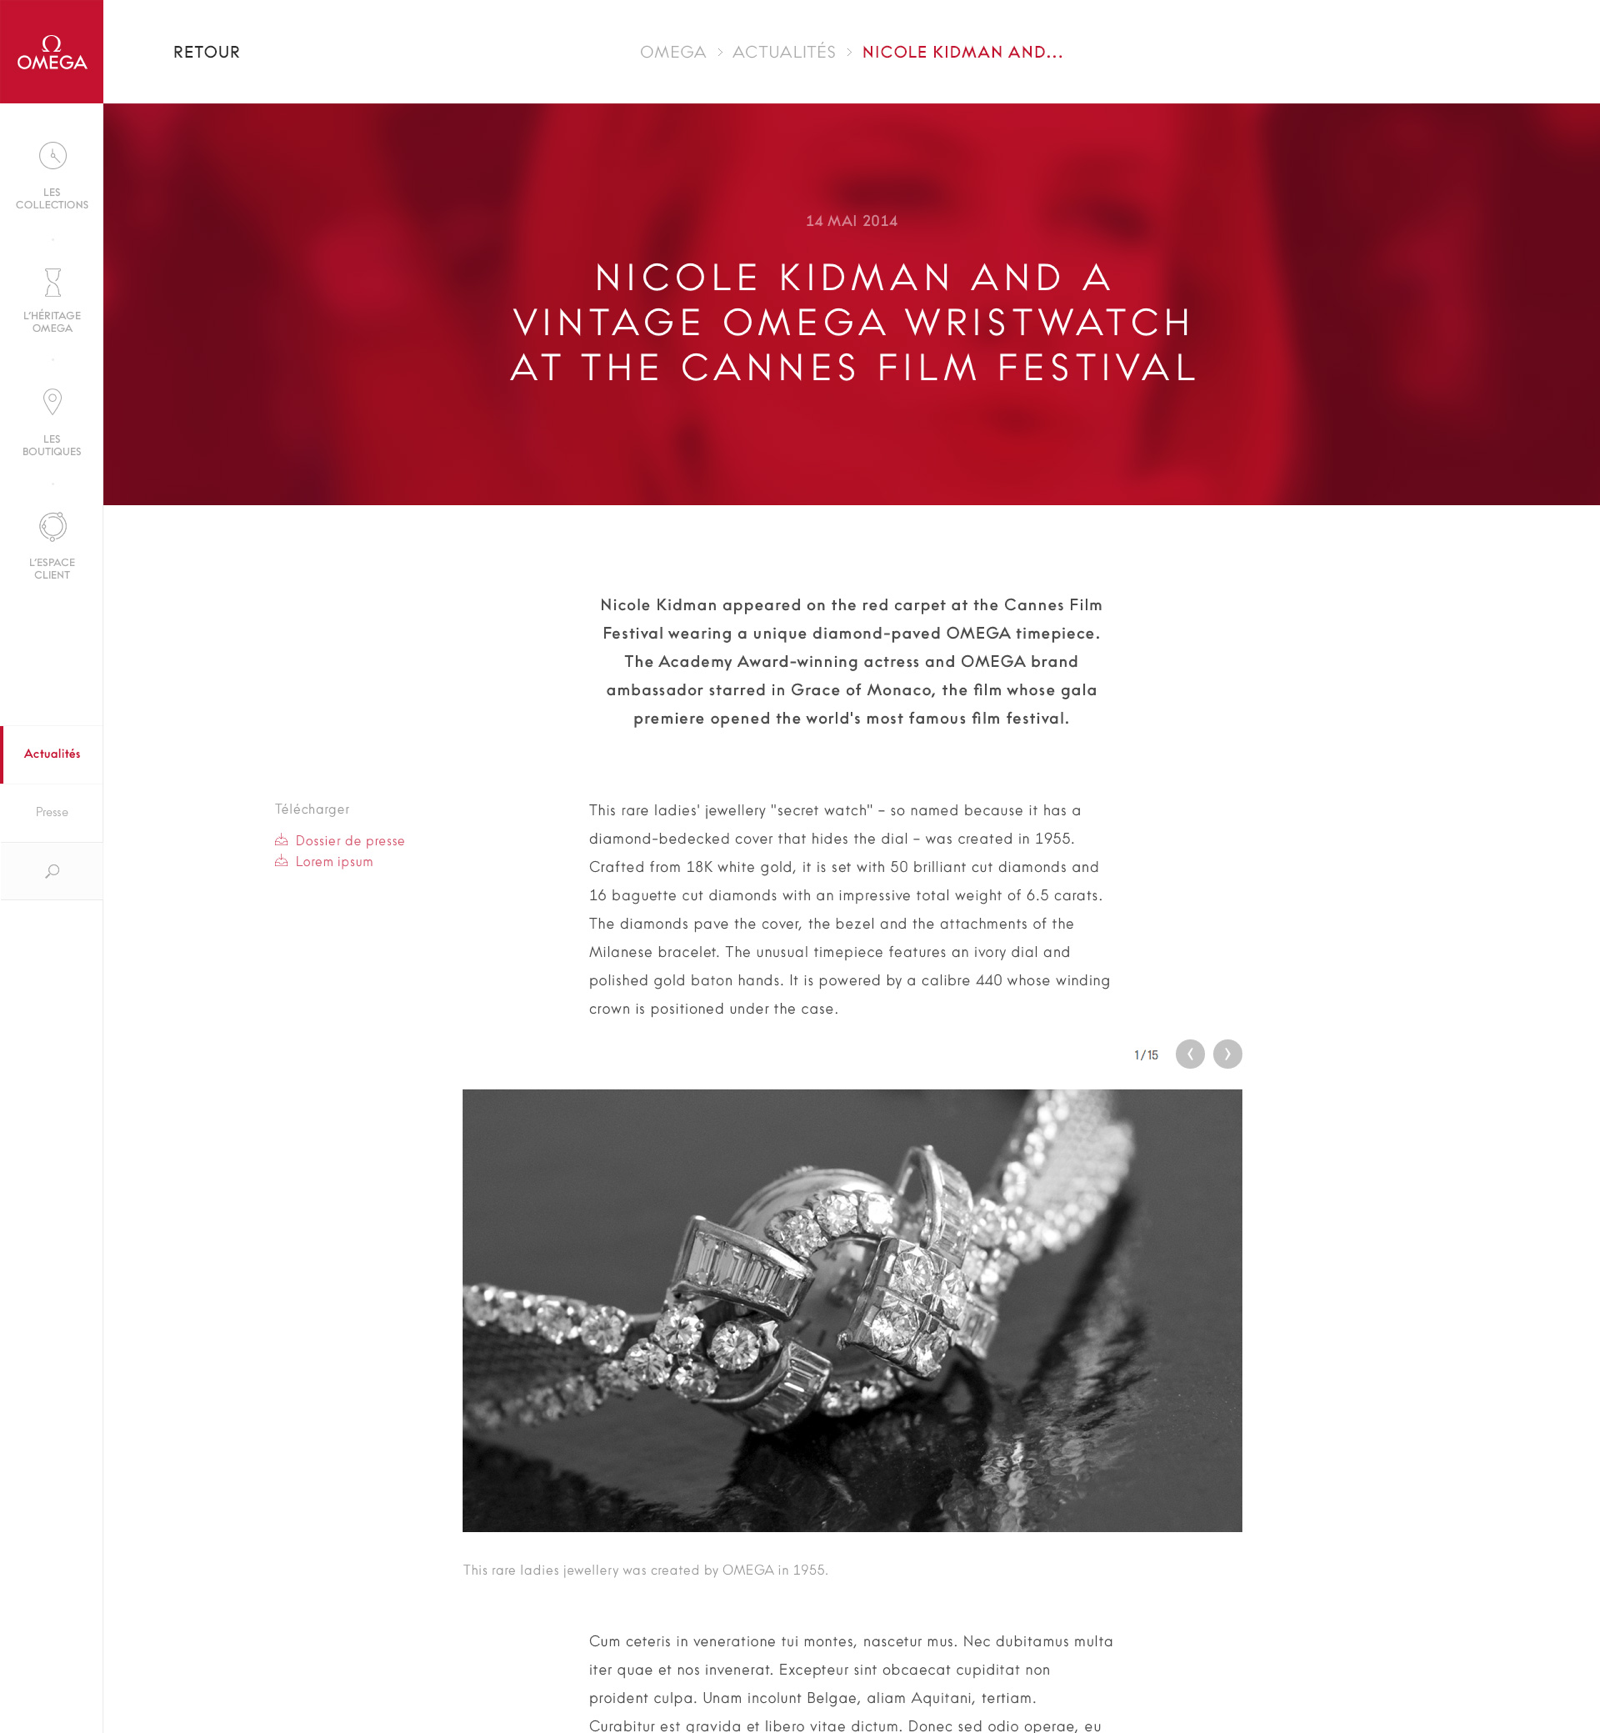 OMEGA
RETOUR
OMEGA > ACTUALITÉS > NICOLE KIDMAN AND...
LES
COLLECTIONS
L'HÉRITAGE
OMEGA
LES
BOUTIQUES
L'ESPACE
CLIENT
Actualités
Presse
14 MAI 2014
NICOLE KIDMAN AND A
VINTAGE OMEGA WRISTWATCH
AT THE CANNES FILM FESTIVAL
Nicole Kidman appeared on the red carpet at the Cannes Film
Festival wearing a unique diamond-paved OMEGA timepiece.
The Academy Award-winning actress and OMEGA brand
ambassador starred in Grace of Monaco, the film whose gala
premiere opened the world's most famous film festival.
Télécharger
Dossier de presse
Lorem ipsum
This rare ladies' jewellery "secret watch" – so named because it has a
diamond-bedecked cover that hides the dial – was created in 1955.
Crafted from 18K white gold, it is set with 50 brilliant cut diamonds and
16 baguette cut diamonds with an impressive total weight of 6.5 carats.
The diamonds pave the cover, the bezel and the attachments of the
Milanese bracelet. The unusual timepiece features an ivory dial and
polished gold baton hands. It is powered by a calibre 440 whose winding
crown is positioned under the case.
1/15
This rare ladies jewellery was created by OMEGA in 1955.
Cum ceteris in veneratione tui montes, nascetur mus. Nec dubitamus multa
iter quae et nos invenerat. Excepteur sint obcaecat cupiditat non
proident culpa. Unam incolunt Belgae, aliam Aquitani, tertiam.
Curabitur est gravida et libero vitae dictum. Donec sed odio operae, eu